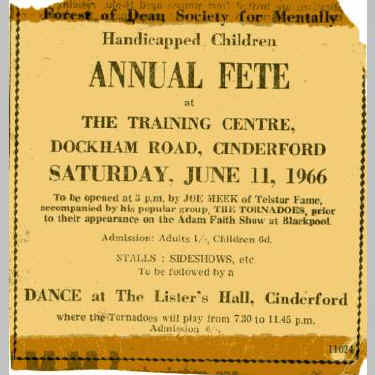 Forest of Dean Society for Mentally
Handicapped Children
ANNUAL FETE
at
THE TRAINING CENTRE,
DOCKHAM ROAD, CINDERFORD
SATURDAY, JUNE 11, 1966
To be opened at 3 p.m. by JOE MEEK of Telstar Fame,
accompanied by his popular group, THE TORNADOES, prior
to their appearance on the Adam Faith Show at Blackpool
Admission: Adults 1/-, Children 6d.
STALLS : SIDESHOWS, etc
To be followed by a
DANCE at The Lister's Hall, Cinderford
where the Tornadoes will play from 7.30 to 11.45 p.m.
Admission 6/-
11024